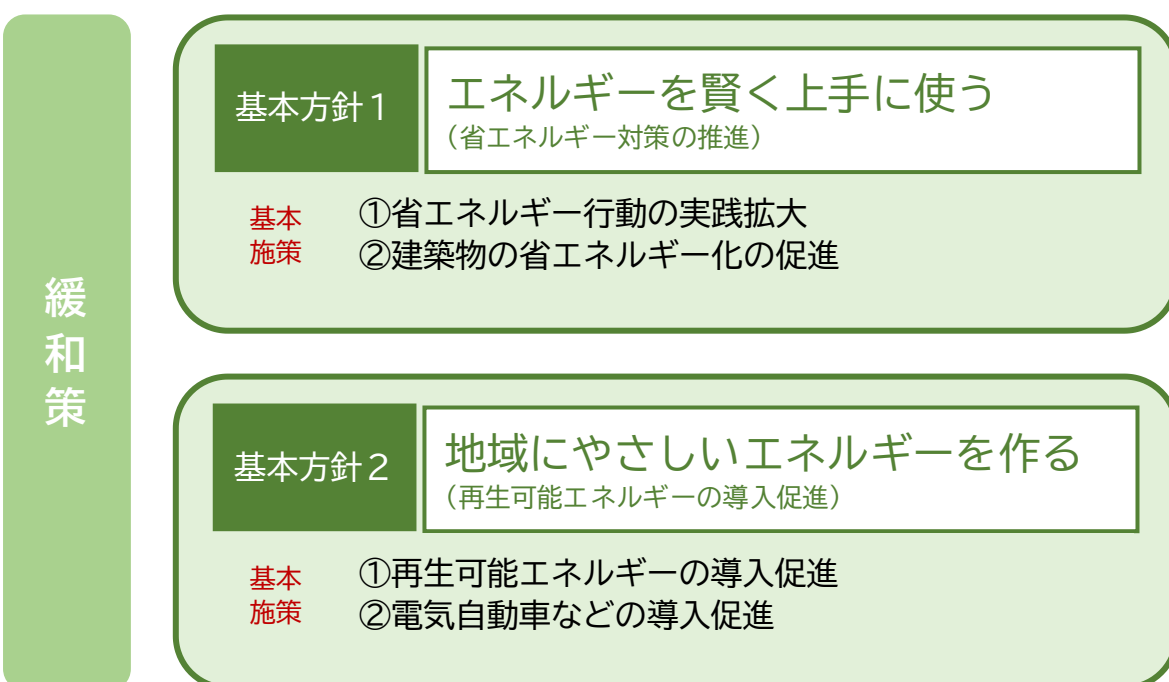 緩和策
基本方針1
エネルギーを賢く上手に使う
(省エネルギー対策の推進)
基本
施策
①省エネルギー行動の実践拡大
②建築物の省エネルギー化の促進
基本方針2
地域にやさしいエネルギーを作る
(再生可能エネルギーの導入促進)
基本
施策
①再生可能エネルギーの導入促進
②電気自動車などの導入促進